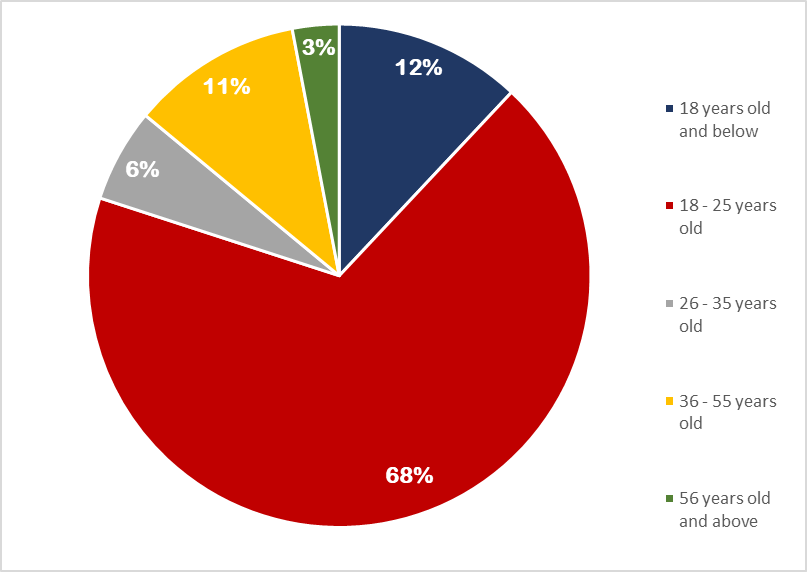 3%
12%
11%
6%
68%
18 years old
and below
18 - 25 years
old
26 - 35 years
old
36 - 55 years
old
56 years old
and above